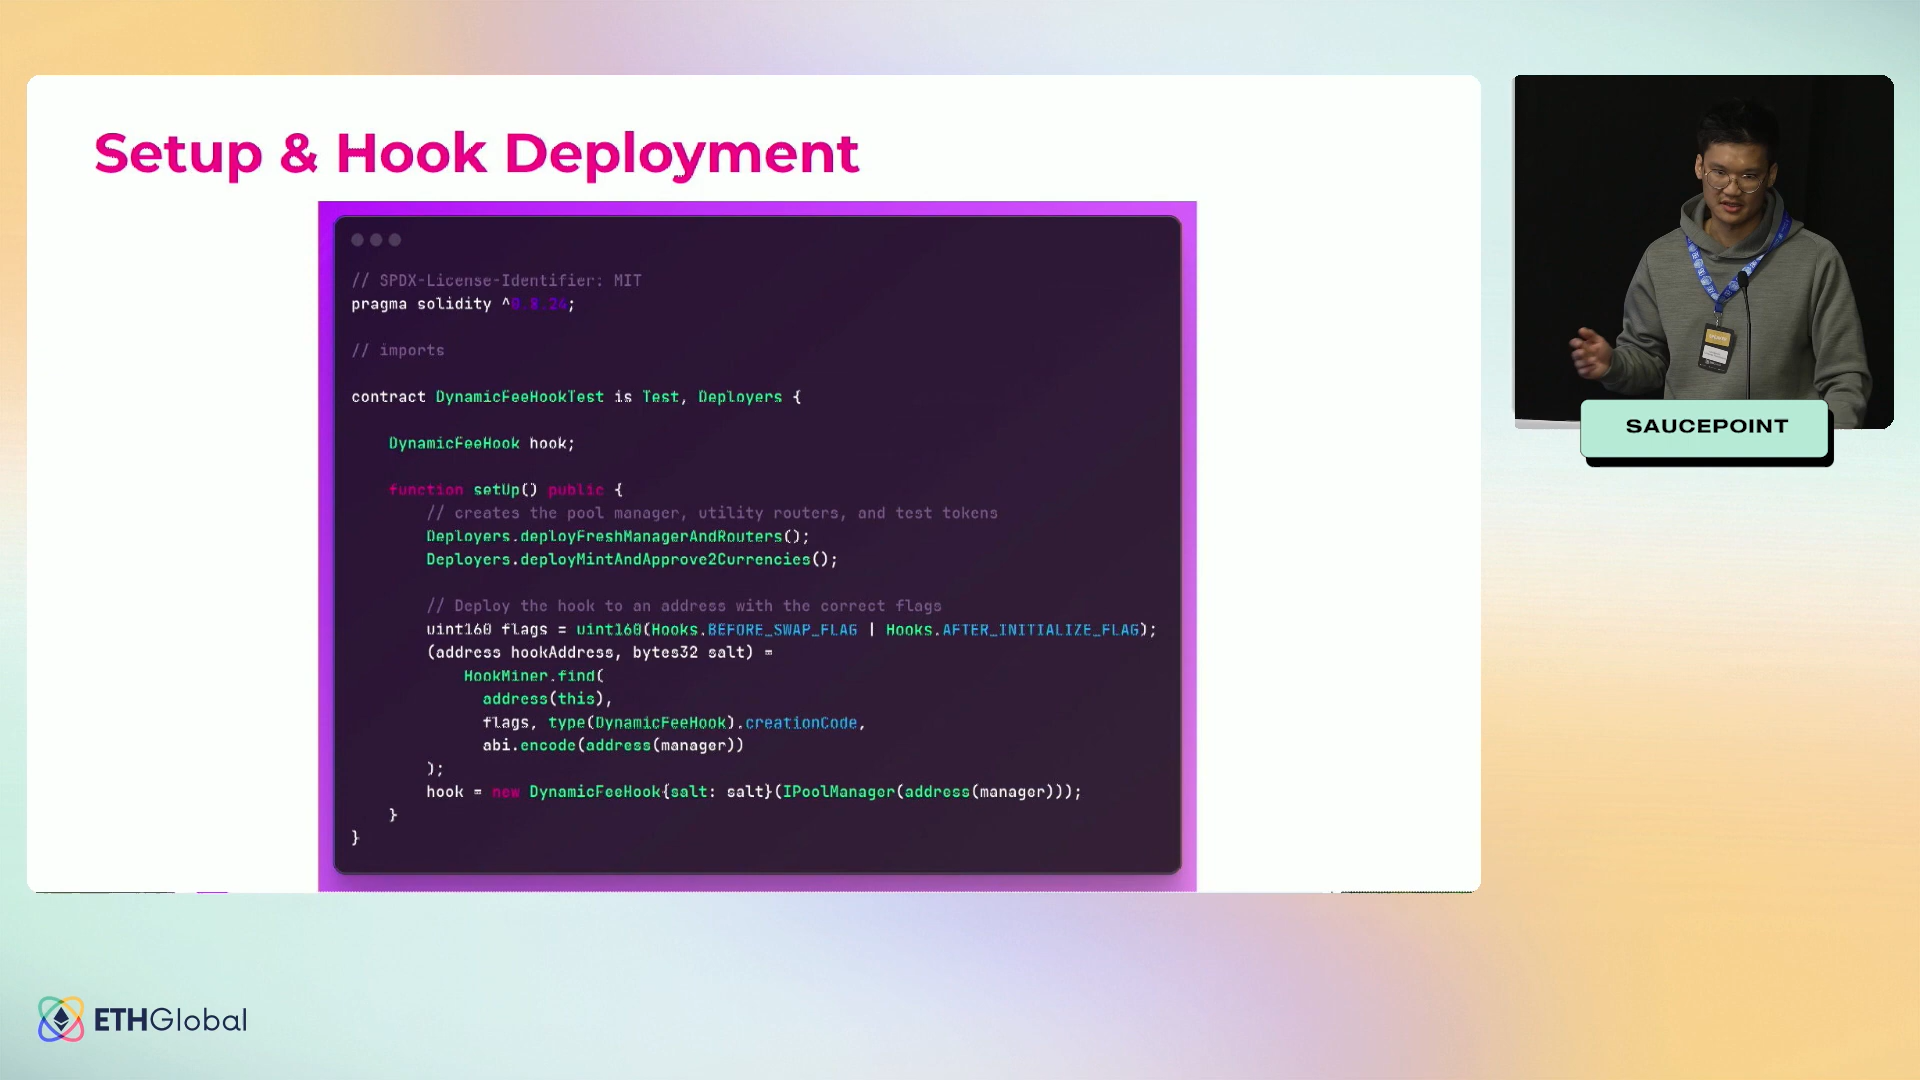 Setup & Hook Deployment
// SPDX-License-Identifier: MIT
pragma solidity ^0.8.24;
// imports
contract DynamicFeeHookTest is Test, Deployers {
DynamicFeeHook hook;
function setUp() public {
// creates the pool manager, utility routers, and test tokens
Deployers.deployFreshManagerAndRouters();
Deployers.deployMintAndApprove2Currencies();
// Deploy the hook to an address with the correct flags
uint160 flags = uint160(Hooks.BEFORE_SWAP_FLAG | Hooks.AFTER_INITIALIZE_FLAG);
(address hookAddress, bytes32 salt) =
HookMiner.find(
address(this),
flags, type(DynamicFeeHook).creationCode,
abi.encode(address(manager))
);
hook = new DynamicFeeHook{salt: salt}(IPoolManager(address(manager)));
}
}
SAUCEPOINT
ETHGlobal